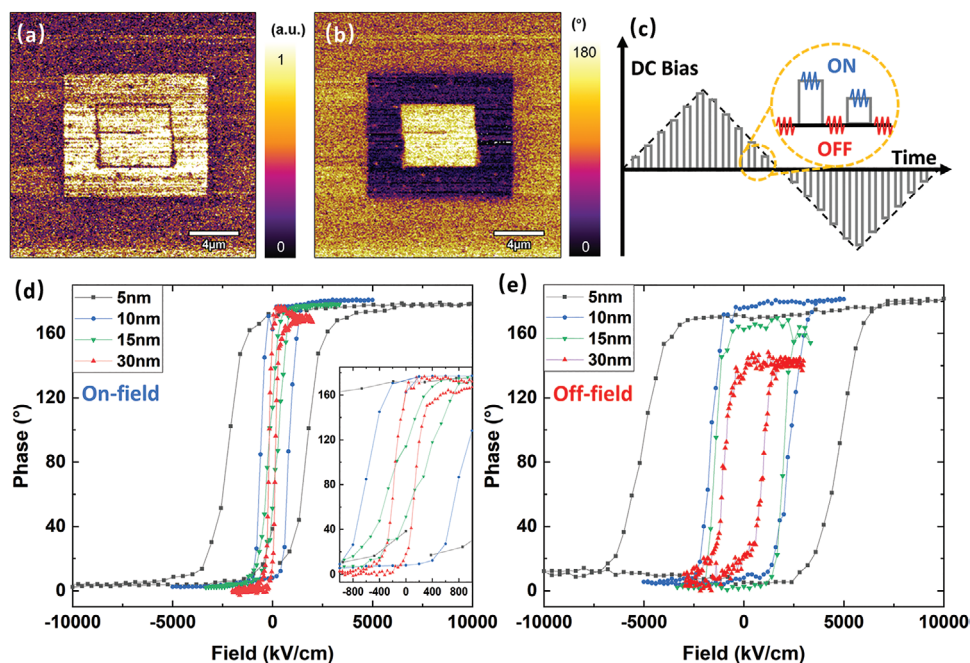 (a)
(a.u.)
1
0
4μm
(b)
(°)
180
0
4μm
(c)
DC Bias
ON
OFF
Time
(d)
5nm
10nm
15nm
30nm
On-field
Phase (°)
160
120
80
40
0
-10000 -5000 0 5000 10000
Field (kV/cm)
160
120
80
40
0
-800 -400 0 400 800
(e)
5nm
10nm
15nm
30nm
Off-field
Phase (°)
160
120
80
40
0
-10000 -5000 0 5000 10000
Field (kV/cm)